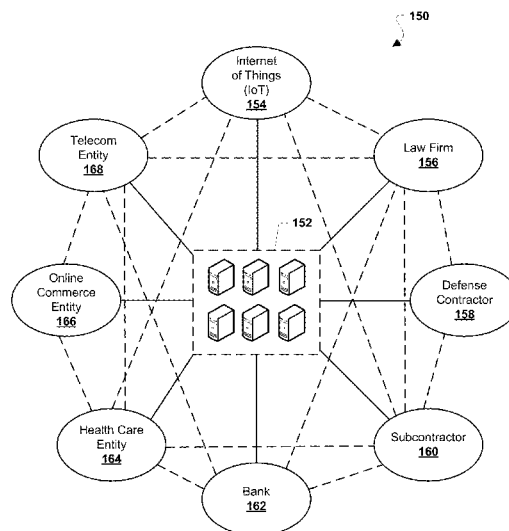 150
Internet
of Things
(IoT)
154
Telecom
Entity
168
Law Firm
156
152
Online
Commerce
Entity
166
Defense
Contractor
158
Health Care
Entity
164
Subcontractor
160
Bank
162